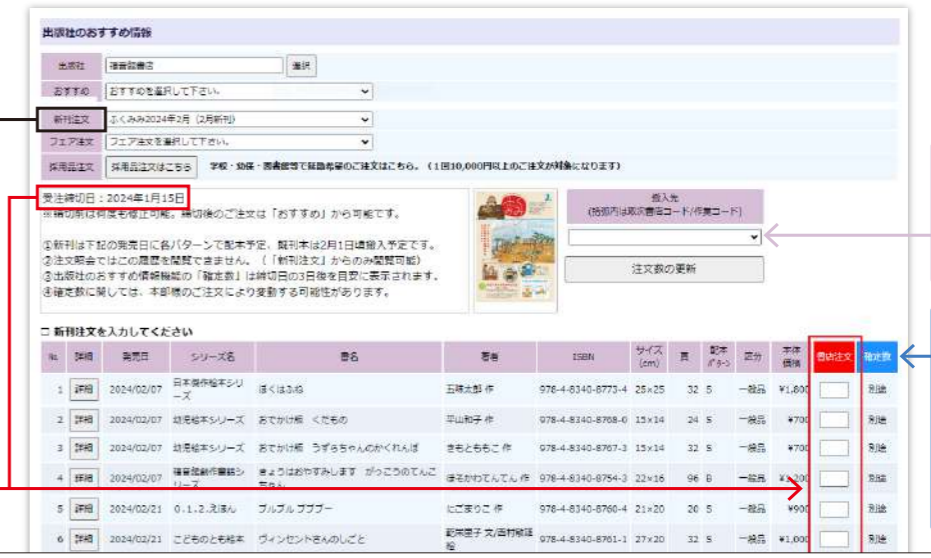 出版社のおすすめ情報
出版社 福音館書店 選択
おすすめ おすすめを選択して下さい。
新刊注文 ふくみみ2024年2月 (2月新刊)
フェア注文 フェア注文を選択して下さい。
採用品注文 採用品注文はこちら 学校・幼保・図書館等で採用希望のご注文はこちら。(1回10,000円以上のご注文が対象になります)
受注締切日:2024年1月15日
※締切前は何度も修正可能。締切後のご注文は「おすすめ」から可能です。
①新刊は下記の発売日に各パターンで配本予定、既刊本は2月1日頃搬入予定です。
②注文照会ではこの履歴を閲覧できません。(「新刊注文」からのみ閲覧可能)
③出版社のおすすめ情報機能の「確定数」は締切日の3日後を目安に表示されます。
④確定数に関しては、本部様のご注文により変動する可能性があります。
搬入先
(括弧内は取次書店コード/作業コード)
注文数の更新
□ 新刊注文を入力してください
No. 詳細 発売日 シリーズ名 書名 著者 ISBN サイズ(cm) 頁 配本パターン 区分 本体価格 書店注文 確定数
1 詳細 2024/02/07 日本傑作絵本シリーズ ぼくはふね 五味太郎 作 978-4-8340-8773-4 25×25 32 S 一般品 ¥1,800 別途
2 詳細 2024/02/07 幼児絵本シリーズ おでかけ版 くだもの 平山和子 作 978-4-8340-8768-0 15×14 24 S 一般品 ¥700 別途
3 詳細 2024/02/07 幼児絵本シリーズ おでかけ版 うずらちゃんのかくれんぼ きもとももこ 作 978-4-8340-8767-3 15×14 32 S 一般品 ¥700 別途
4 詳細 2024/02/07 福音館創作童話シリーズ きょうはおやすみします がっこうのてんこちゃん ほそかわてんてん 作 978-4-8340-8754-3 22×16 96 B 一般品 ¥1,200 別途
5 詳細 2024/02/21 0.1.2.えほん ブルブル ブブブー とごまりこ 作 978-4-8340-8760-4 21×20 20 S 一般品 ¥900 別途
6 詳細 2024/02/21 こどものとも絵本 ヴィンセントさんのしごと 978-4-8340-8761-1 27×20 32 S 一般品 ¥1,000 別途